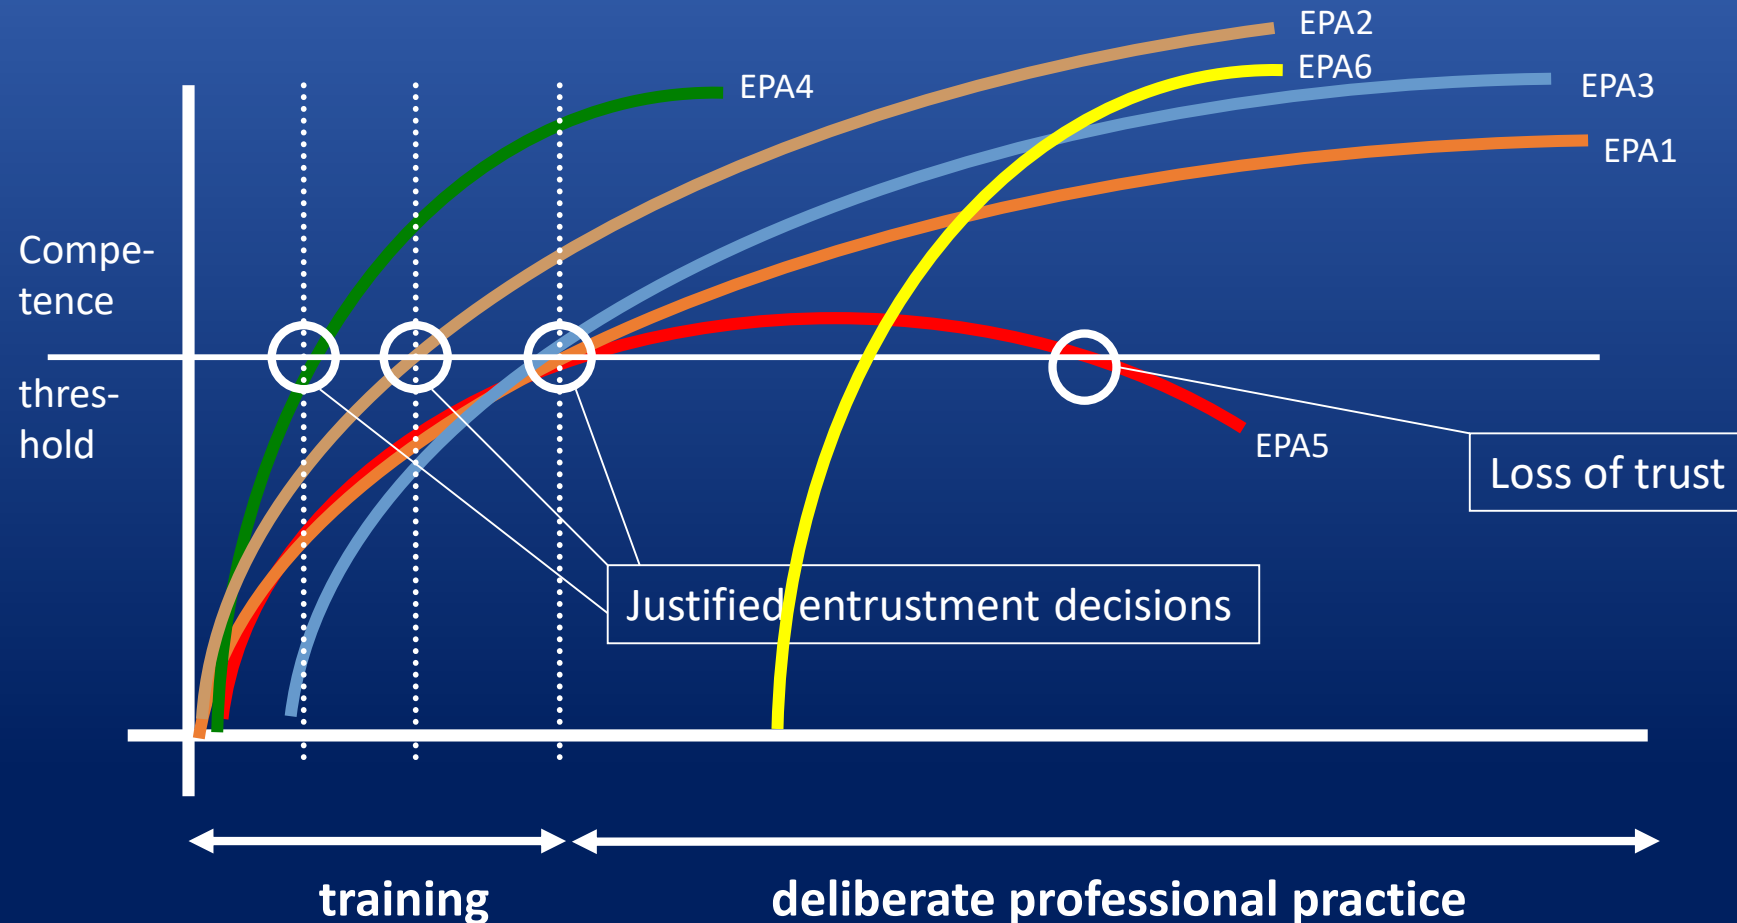 EPA2
EPA6
EPA4
EPA3
EPA1
Compe-
tence
thres-
hold
EPA5
Loss of trust
Justified entrustment decisions
training
deliberate professional practice